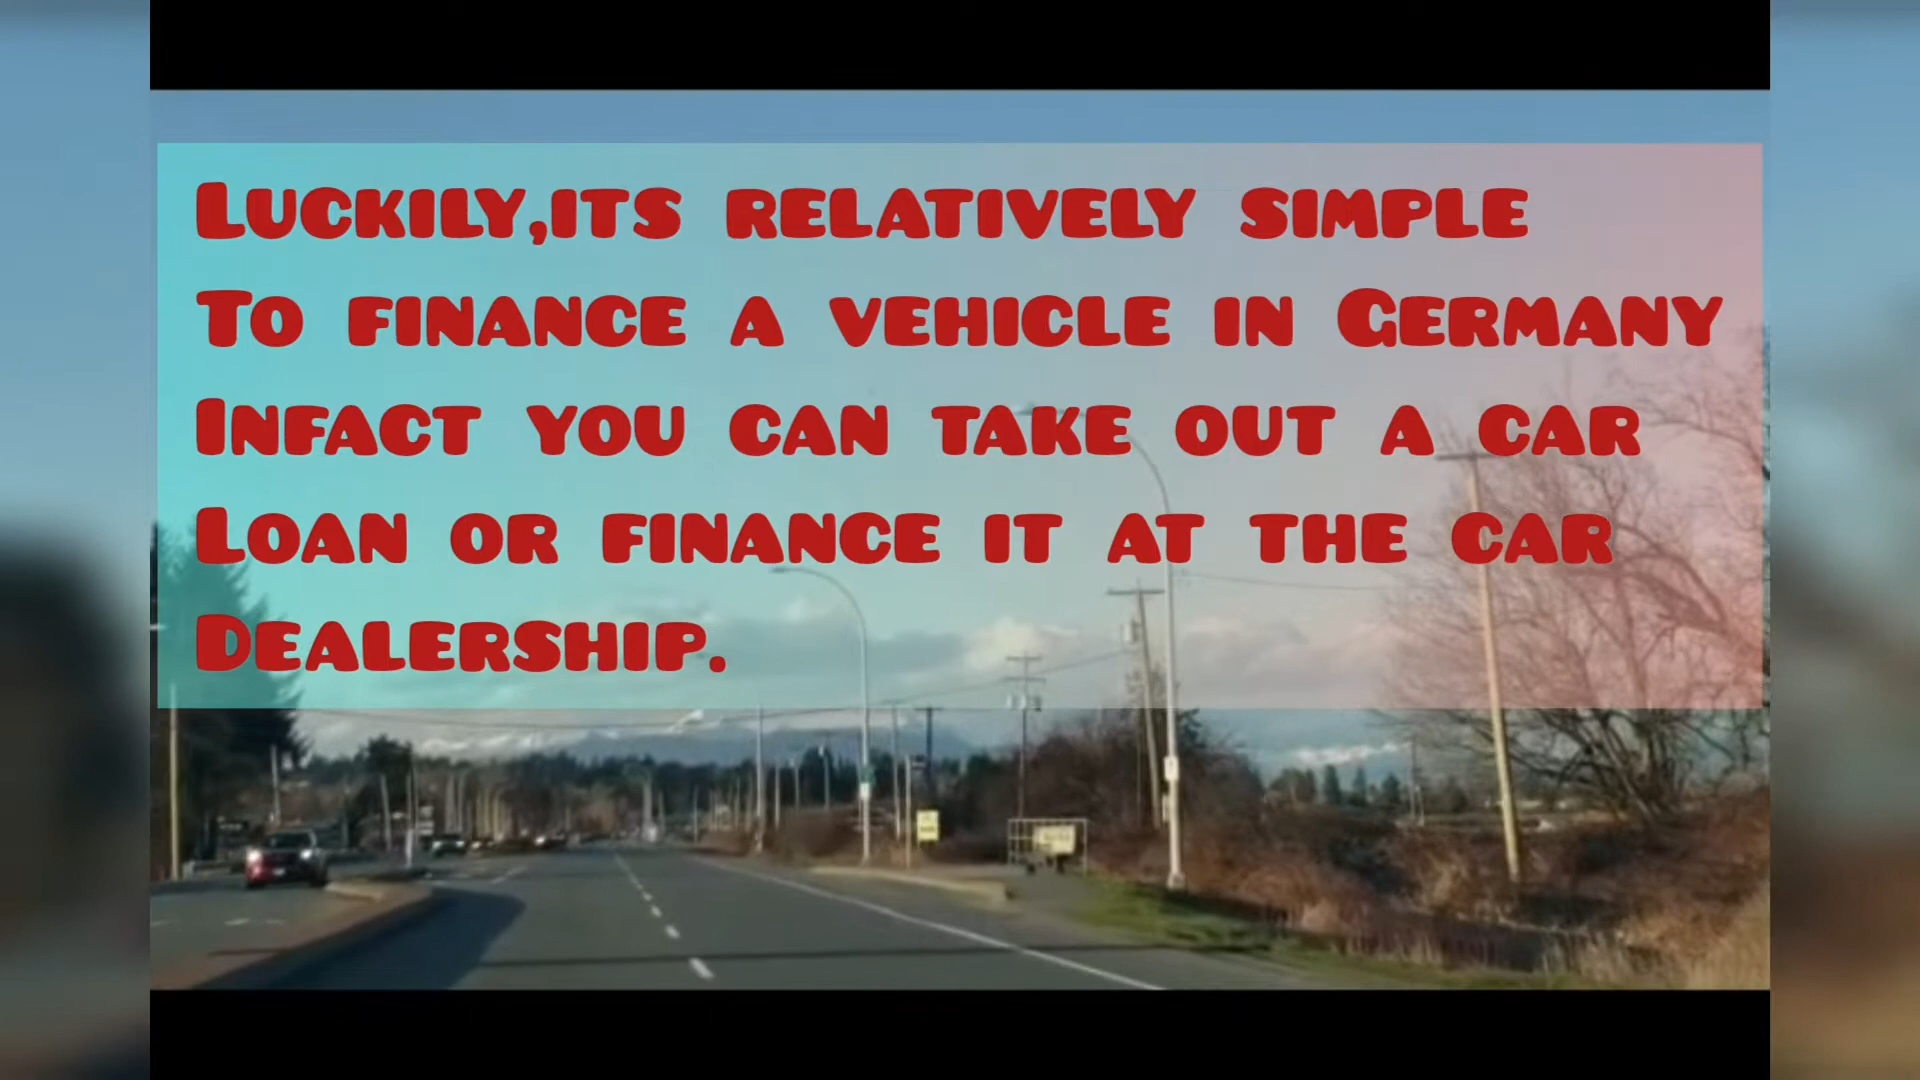 Luckily,its relatively simple
To finance a vehicle in Germany
Infact you can take out a car
Loan or finance it at the car
Dealership.